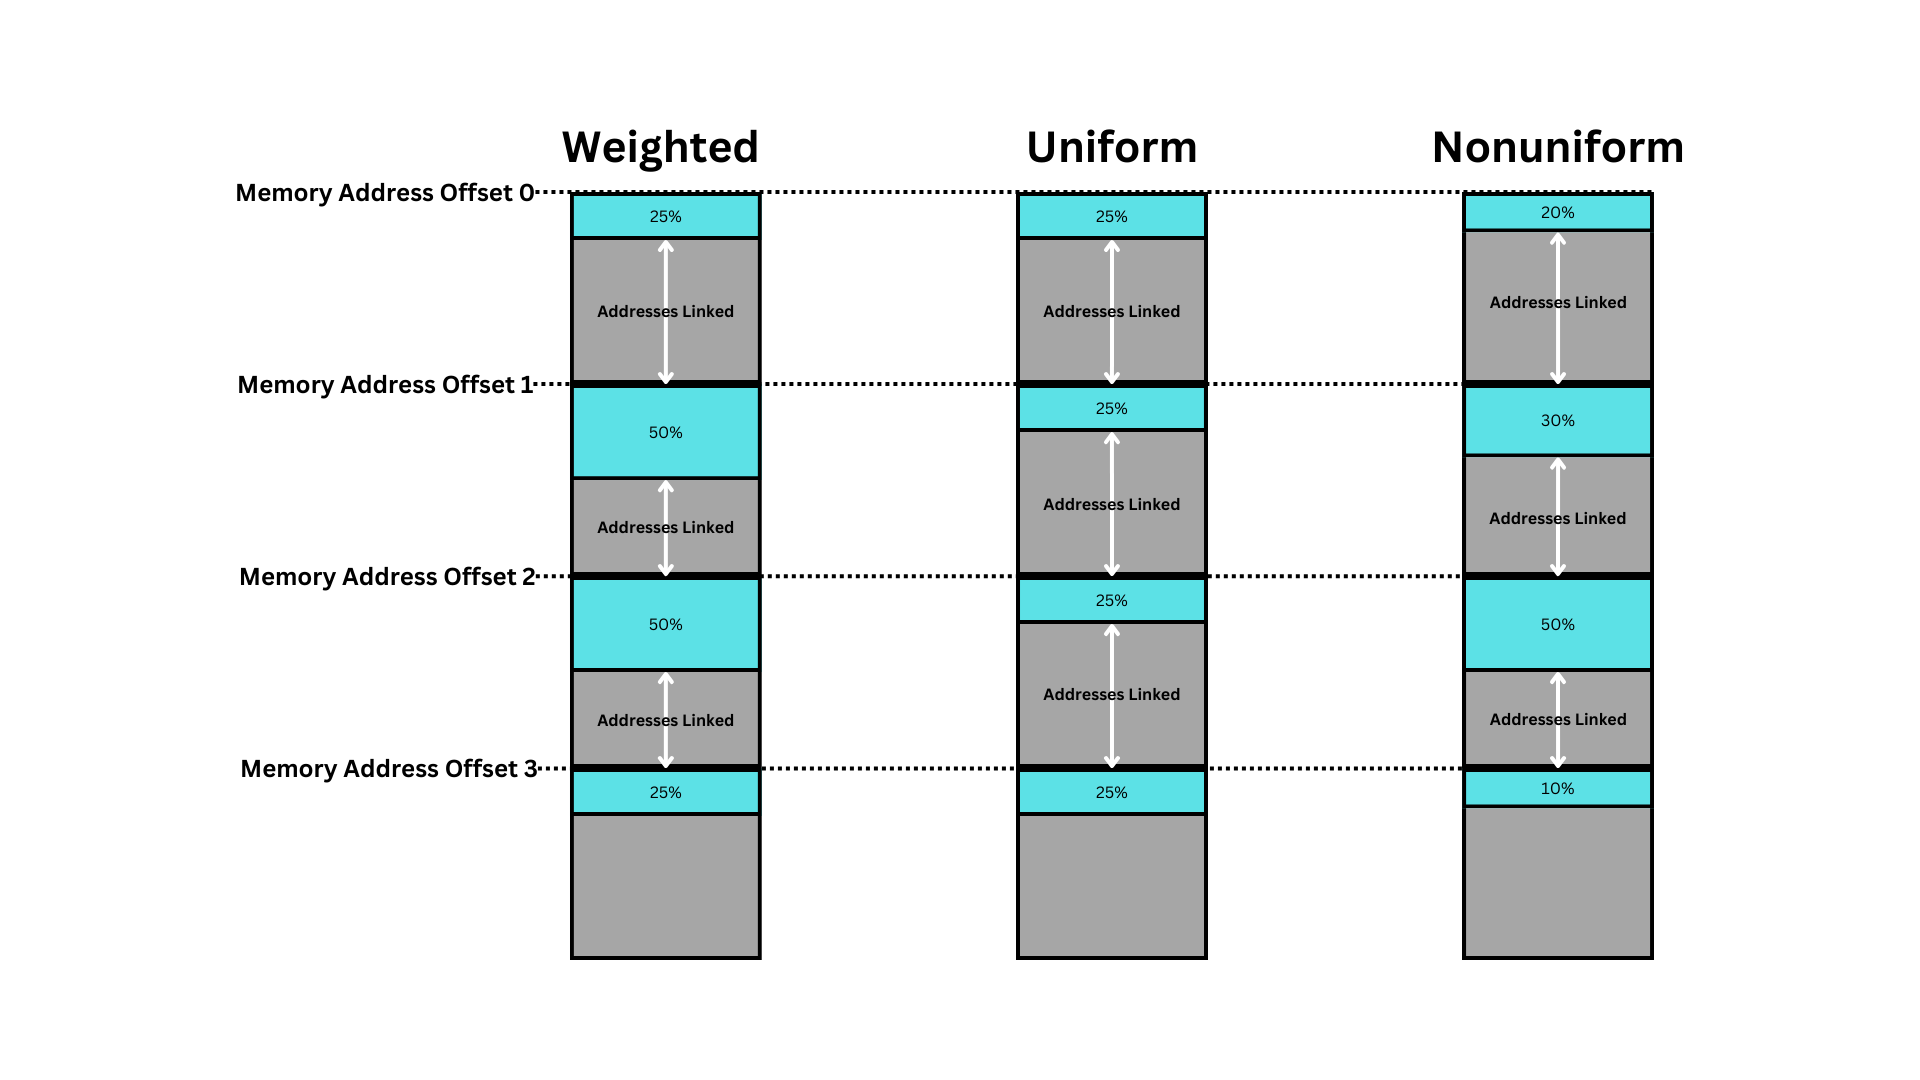 Weighted
Uniform
Nonuniform
Memory Address Offset 0
25%
25%
20%
Addresses Linked
Addresses Linked
Addresses Linked
Memory Address Offset 1
50%
25%
30%
Addresses Linked
Addresses Linked
Addresses Linked
Memory Address Offset 2
50%
25%
50%
Addresses Linked
Addresses Linked
Addresses Linked
Memory Address Offset 3
25%
25%
10%